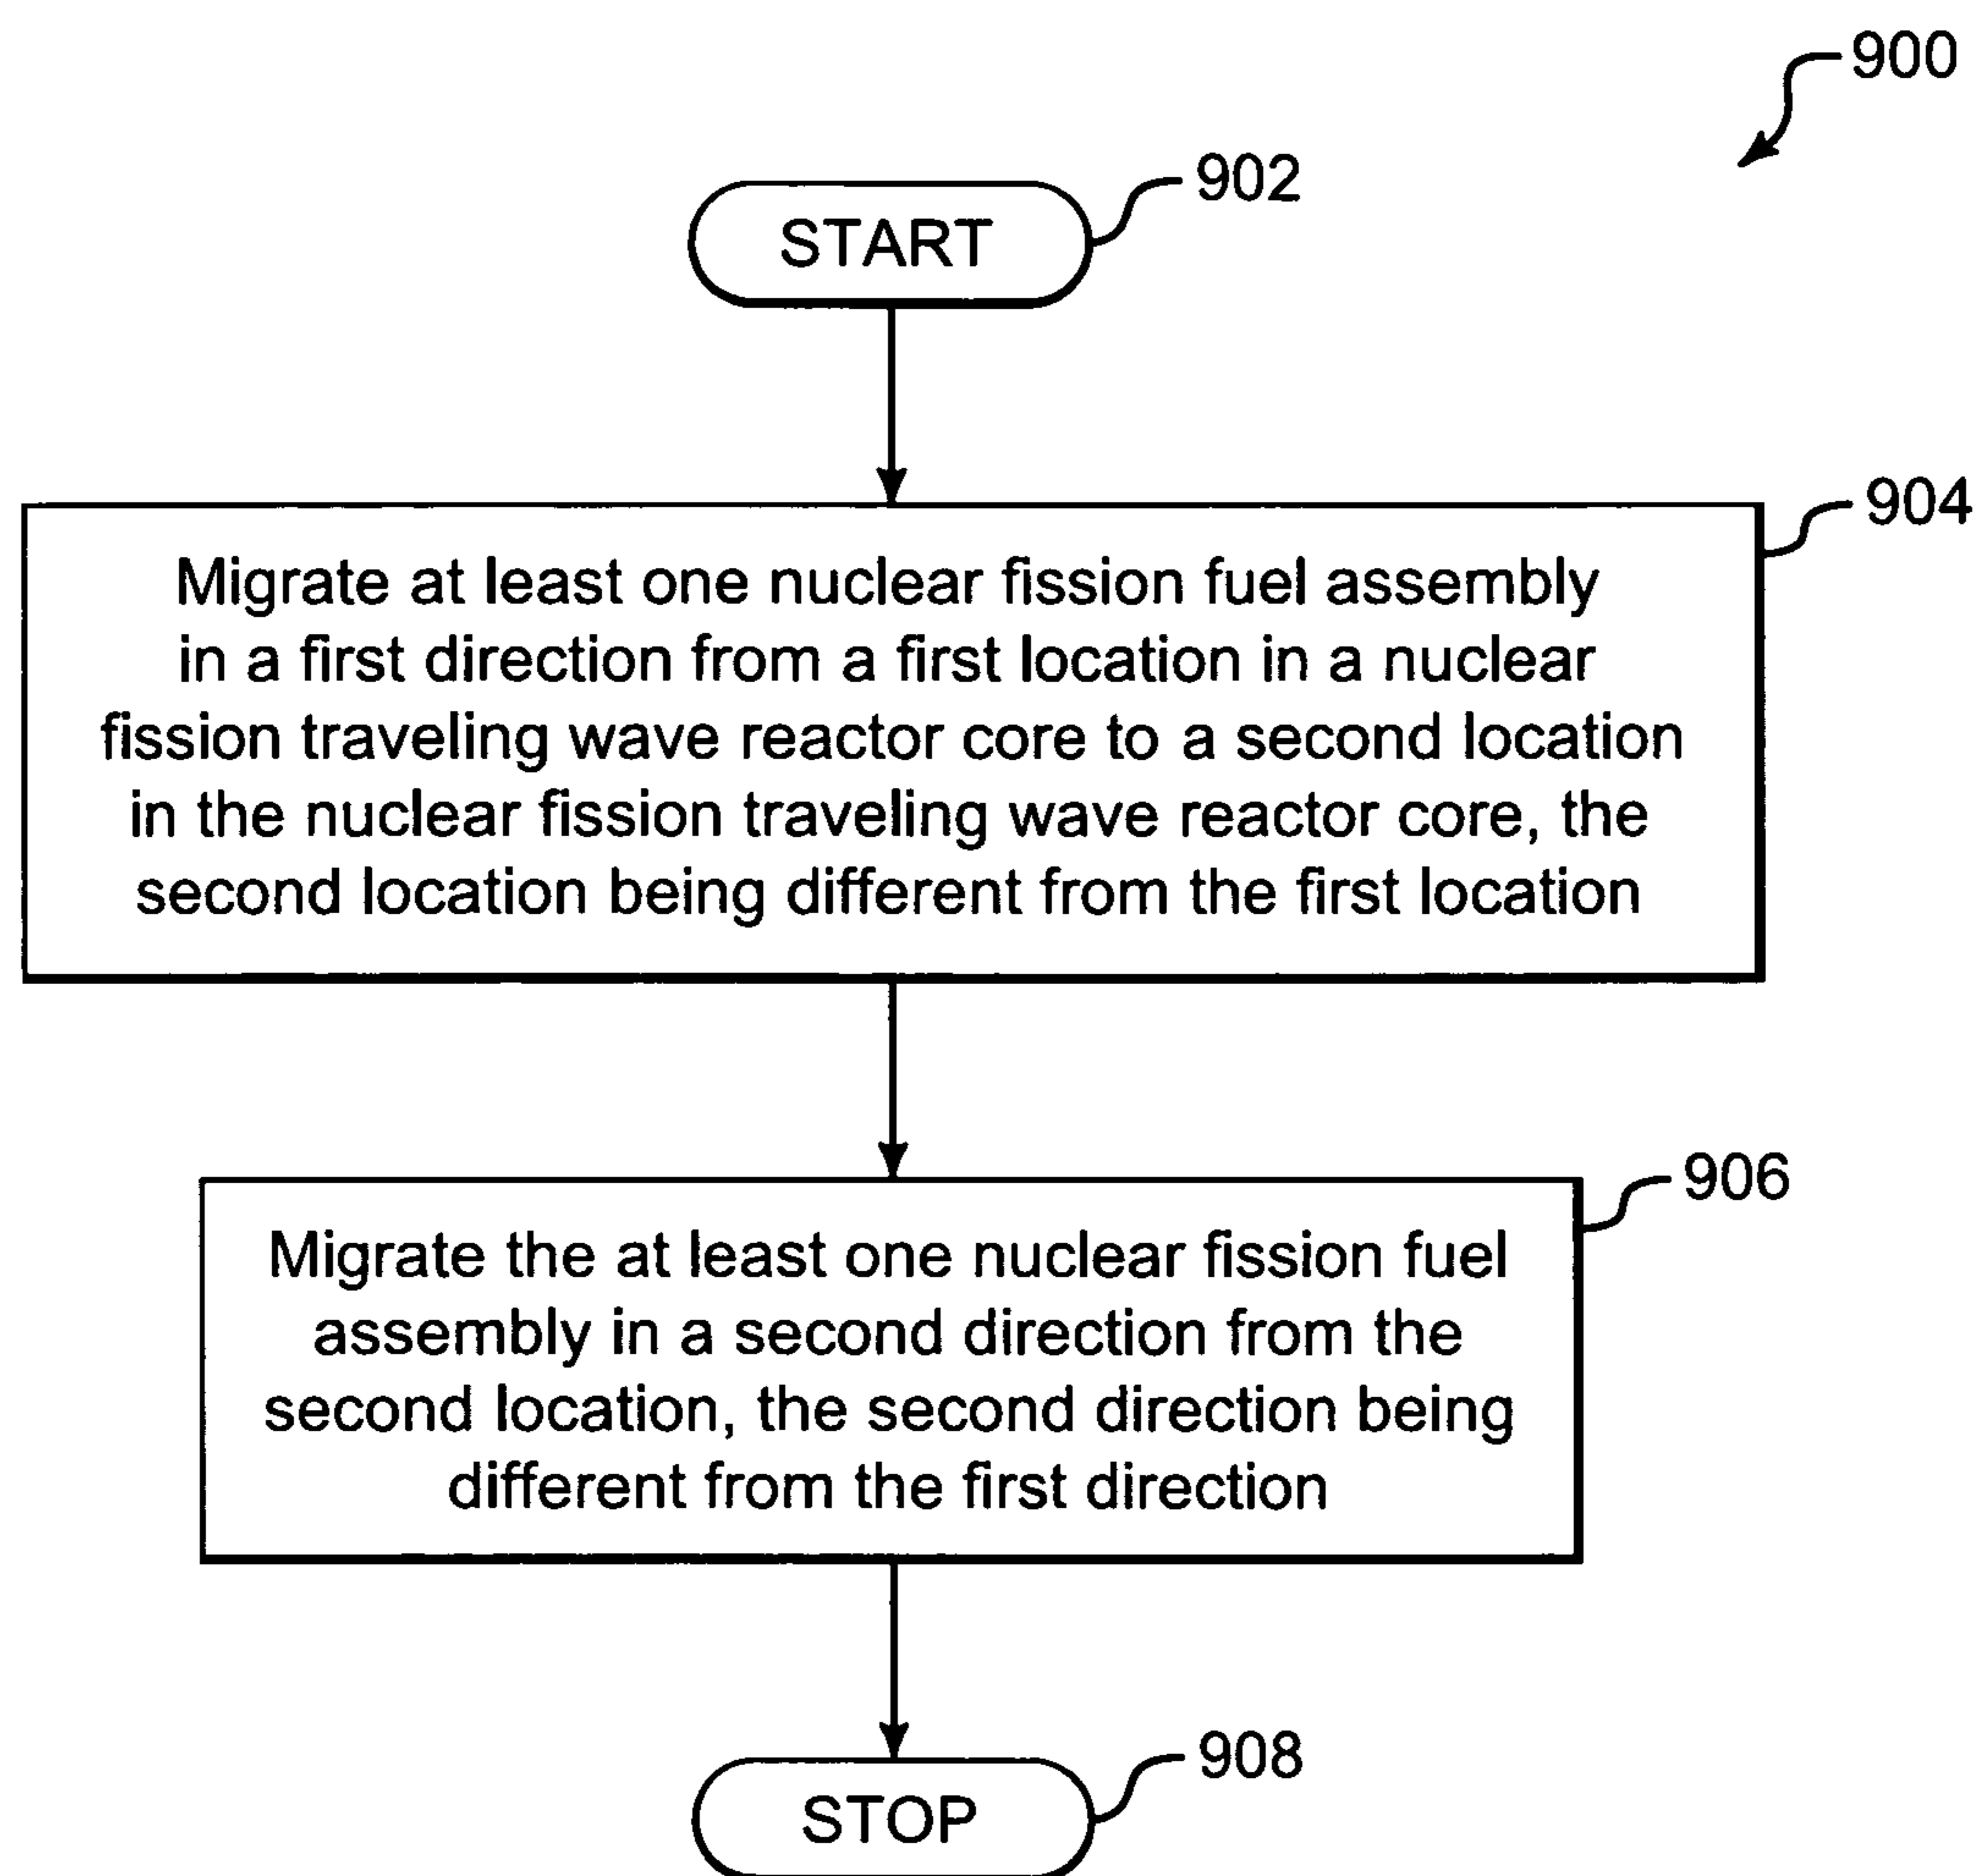 900
902
START
904
Migrate at least one nuclear fission fuel assembly
in a first direction from a first location in a nuclear
fission traveling wave reactor core to a second location
in the nuclear fission traveling wave reactor core, the
second location being different from the first location
906
Migrate the at least one nuclear fission fuel
assembly in a second direction from the
second location, the second direction being
different from the first direction
908
STOP